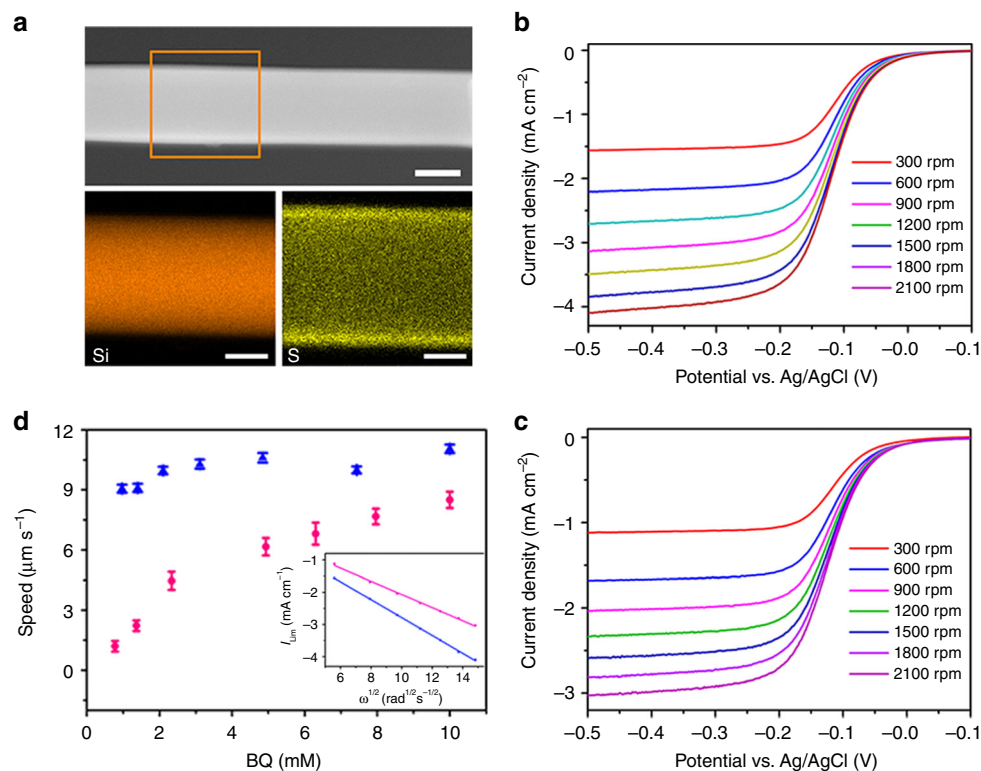 a
Si
S
b
Current density (mA cm−2)
0
−1
−2
−3
−4
300 rpm
600 rpm
900 rpm
1200 rpm
1500 rpm
1800 rpm
2100 rpm
−0.5 −0.4 −0.3 −0.2 −0.1 −0.0 −0.1
Potential vs. Ag/AgCl (V)
d
Speed (μm s−1)
12
9
6
3
0
0 2 4 6 8 10
BQ (mM)
ILim (mA cm−1)
−1
−2
−3
−4
6 8 10 12 14
ω1/2 (rad1/2 s−1/2)
c
Current density (mA cm−2)
0
−1
−2
−3
300 rpm
600 rpm
900 rpm
1200 rpm
1500 rpm
1800 rpm
2100 rpm
−0.5 −0.4 −0.3 −0.2 −0.1 −0.0 −0.1
Potential vs. Ag/AgCl (V)